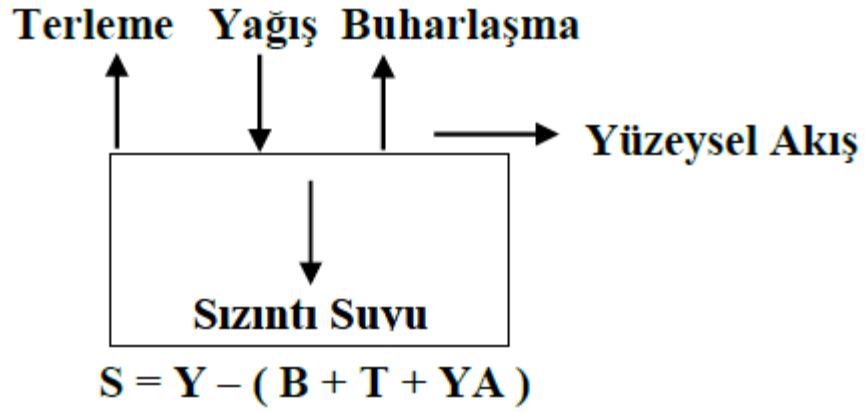 Terleme Yağış Buharlaşma
Yüzeysel Akış
Sızıntı Suyu
S = Y – ( B + T + YA )